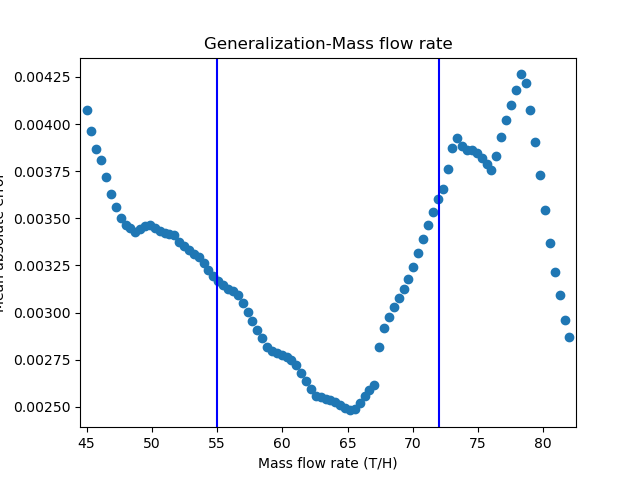 Generalization-Mass flow rate
0.00425
0.00400
0.00375
0.00350
0.00325
0.00300
0.00275
0.00250
45 50 55 60 65 70 75 80
Mass flow rate (T/H)
Mean absolute error